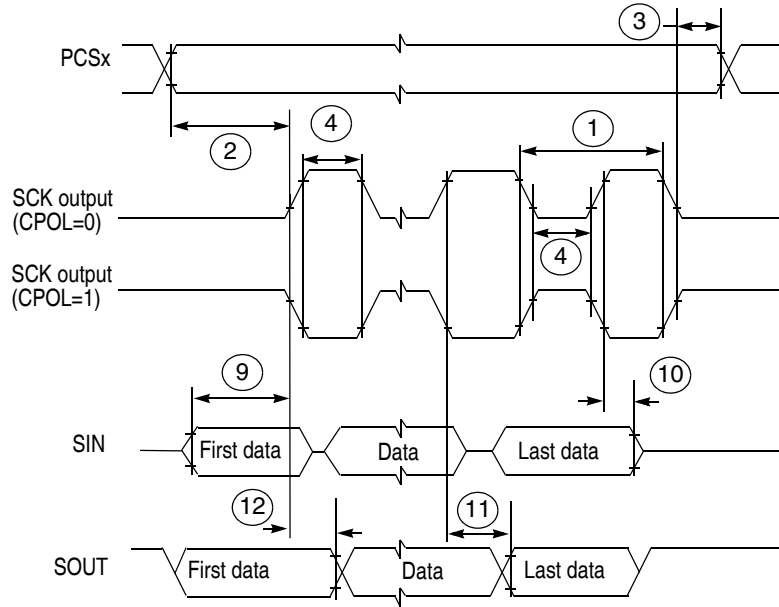 3
PCSx
2
4
1
SCK output
(CPOL=0)
4
SCK output
(CPOL=1)
9
10
SIN
First data
Data
Last data
12
11
SOUT
First data
Data
Last data